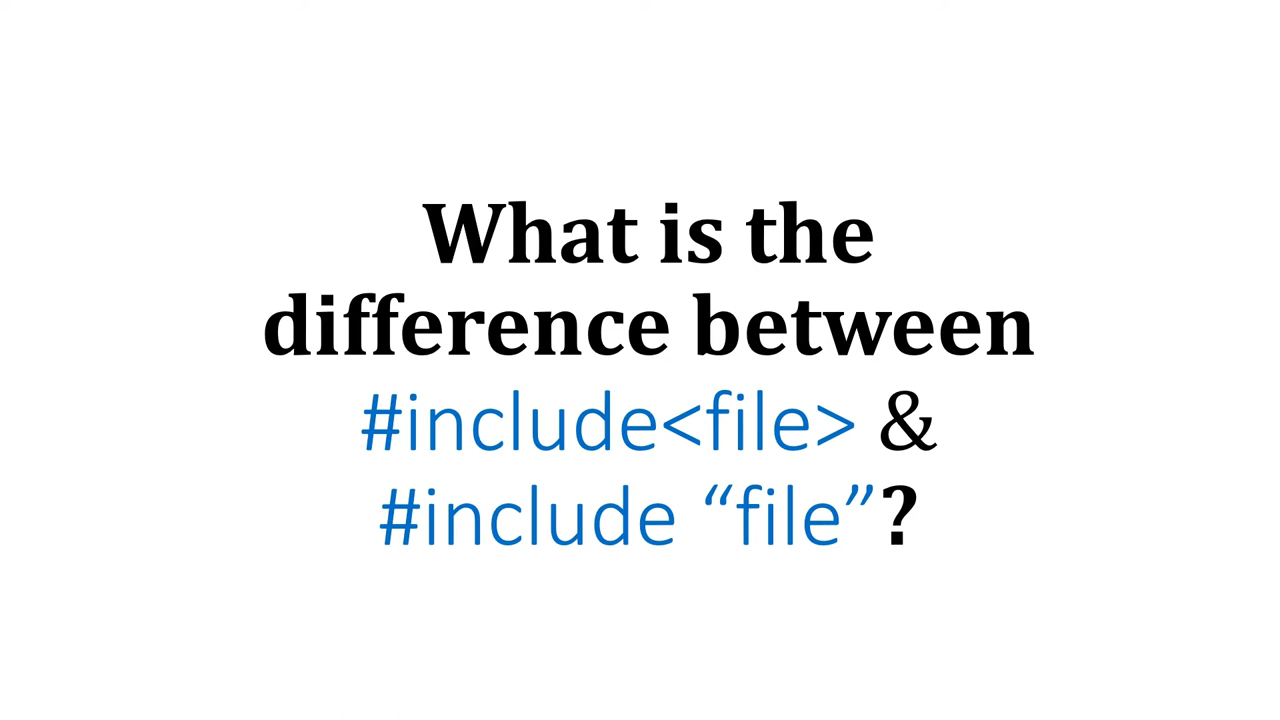 What is the
difference between
#include<file> &
#include “file”?